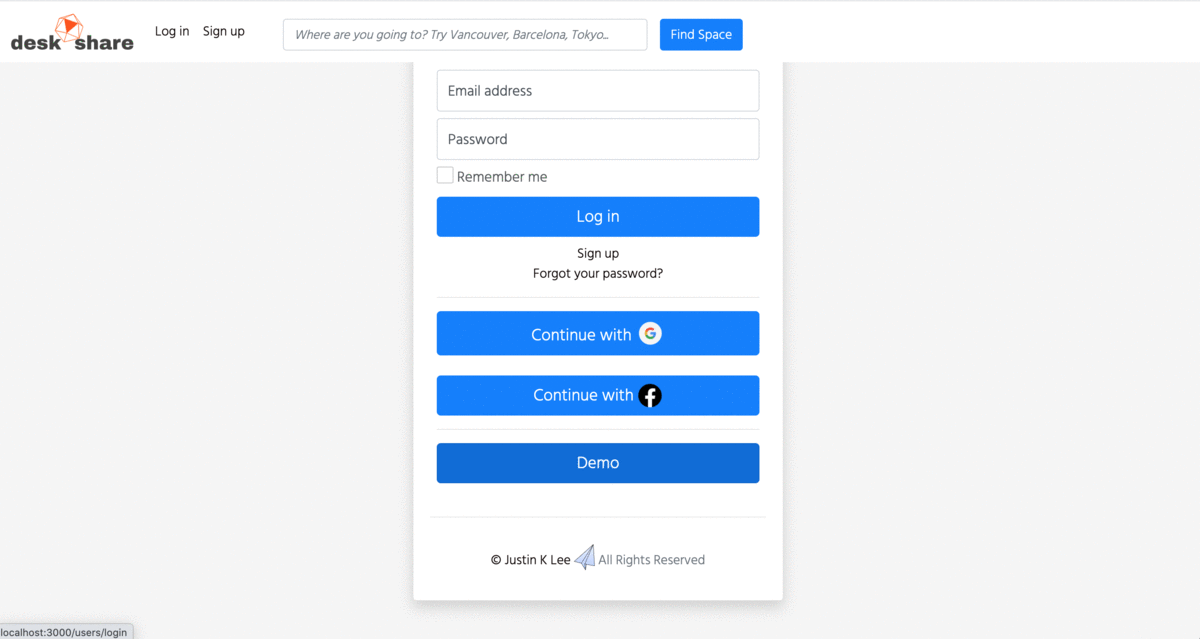 desk share
Log in Sign up
Where are you going to? Try Vancouver, Barcelona, Tokyo...
Find Space
Email address
Password
Remember me
Log in
Sign up
Forgot your password?
Continue with G
Continue with f
Demo
© Justin K Lee All Rights Reserved
localhost:3000/users/login